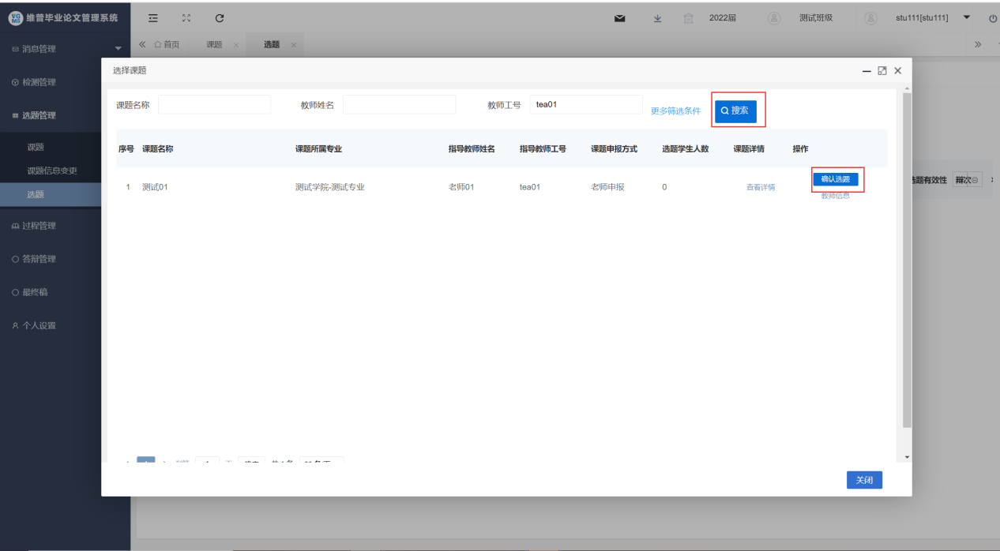 VG MS 维普毕业论文管理系统 2022届 测试班级 stu111[stu111]
消息管理 首页 课题 选题
检测管理
选题管理
课题
课题信息变更
选题
过程管理
答辩管理
最终稿
个人设置
选择课题
课题名称 教师姓名 教师工号 tea01 更多筛选条件 搜索
序号 课题名称 课题所属专业 指导教师姓名 指导教师工号 课题申报方式 选题学生人数 课题详情 操作
1 测试01 测试学院-测试专业 老师01 tea01 老师申报 0 查看详情 确认选题
教师信息
题有效性 辩次
关闭